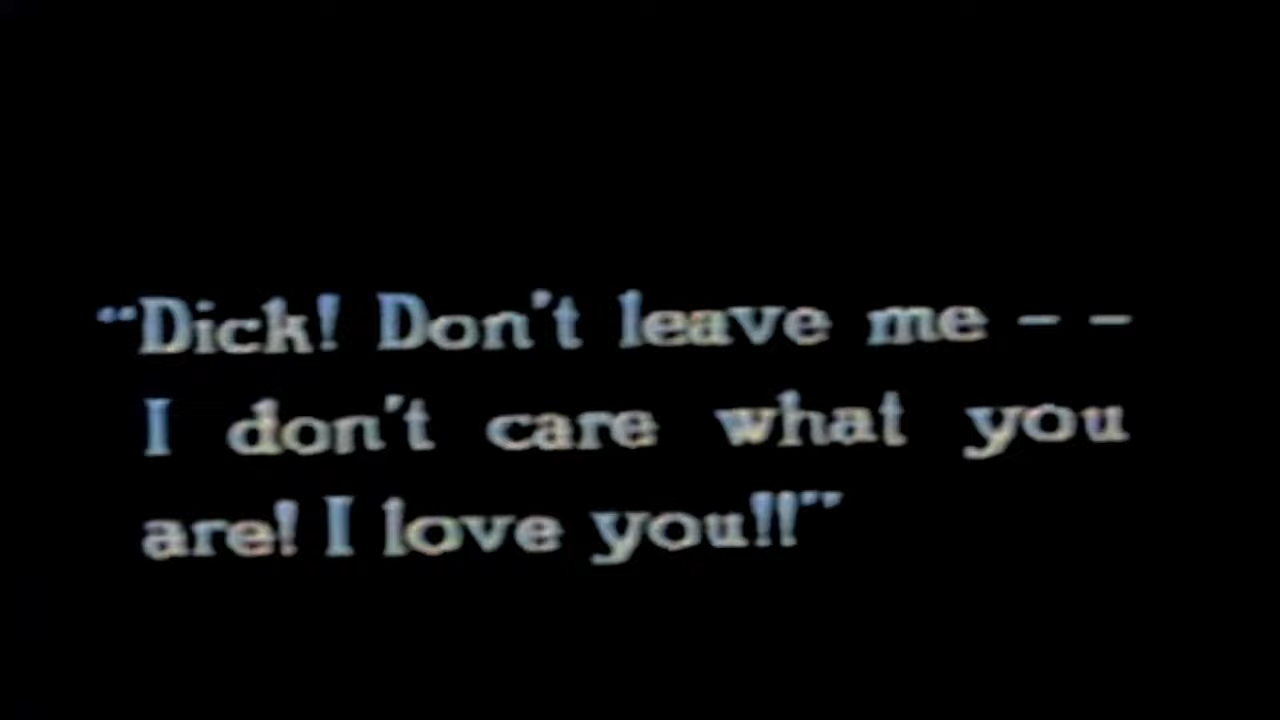 “Dick! Don't leave me - -
I don't care what you
are! I love you!!”